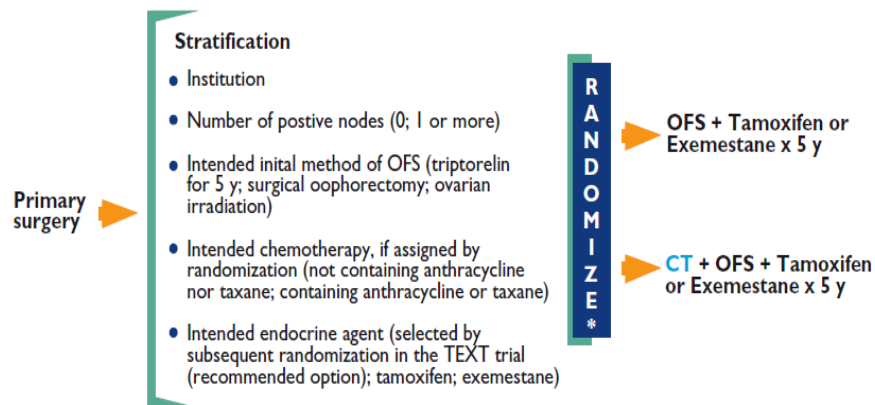 Primary
surgery
Stratification
Institution
Number of postive nodes (0; 1 or more)
Intended inital method of OFS (triptorelin
for 5 y; surgical oophorectomy; ovarian
irradiation)
Intended chemotherapy, if assigned by
randomization (not containing anthracycline
nor taxane; containing anthracycline or taxane)
Intended endocrine agent (selected by
subsequent randomization in the TEXT trial
(recommended option); tamoxifen; exemestane)
RANDOMIZE*
OFS + Tamoxifen or
Exemestane x 5 y
CT + OFS + Tamoxifen
or Exemestane x 5 y